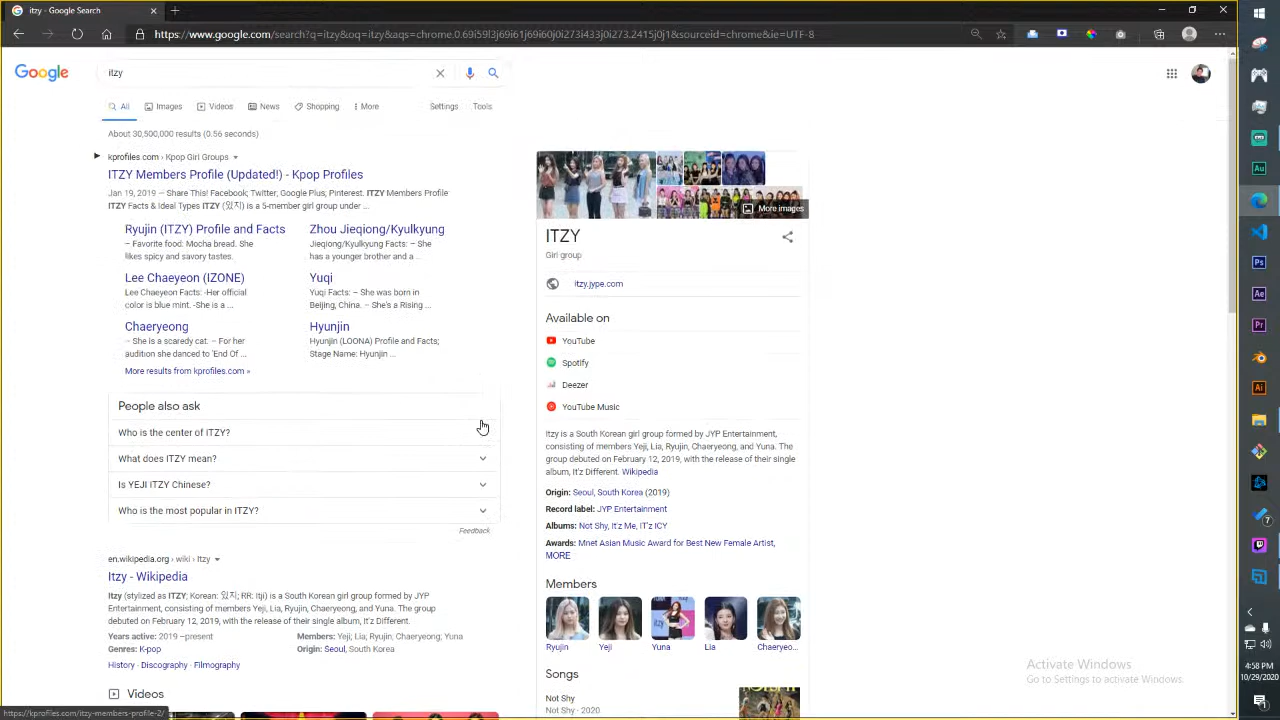 itzy - Google Search
https://www.google.com/search?q=itzy&oq=itzy&aqs=chrome.0.69i59l3j69i61j69i60j0i273i433j0i273.2415j0j1&sourceid=chrome&ie=UTF-8
Google
itzy
All
Images
Videos
News
Shopping
More
Settings
Tools
About 30,500,000 results (0.56 seconds)
kprofiles.com › Kpop Girl Groups
ITZY Members Profile (Updated!) - Kpop Profiles
Jan 19, 2019 — Share This! Facebook; Twitter; Google Plus; Pinterest. ITZY Members Profile
ITZY Facts & Ideal Types ITZY (있지) is a 5-member girl group under ...
Ryujin (ITZY) Profile and Facts
– Favorite food: Mocha bread. She
likes spicy and savory tastes.
Zhou Jieqiong/Kyulkyung
Jieqiong/Kyulkyung Facts: – She
has a younger brother and a ...
Lee Chaeyeon (IZONE)
Lee Chaeyeon Facts: -Her official
color is blue mint. -She is a ...
Yuqi
Yuqi Facts: – She was born in
Beijing, China. – She's a Rising ...
Chaeryeong
– She is a scaredy cat. – For her
audition she danced to 'End Of ...
Hyunjin
Hyunjin (LOONA) Profile and Facts;
Stage Name: Hyunjin ...
More results from kprofiles.com »
People also ask
Who is the center of ITZY?
What does ITZY mean?
Is YEJI ITZY Chinese?
Who is the most popular in ITZY?
Feedback
en.wikipedia.org › wiki › Itzy
Itzy - Wikipedia
Itzy (stylized as ITZY; Korean: 있지; RR: Itji) is a South Korean girl group formed by JYP
Entertainment, consisting of members Yeji, Lia, Ryujin, Chaeryeong, and Yuna. The group
debuted on February 12, 2019, with the release of their single album, It'z Different.
Years active: 2019 –present
Members: Yeji; Lia; Ryujin; Chaeryeong; Yuna
Genres: K-pop
Origin: Seoul, South Korea
History · Discography · Filmography
Videos
https://kprofiles.com/itzy-members-profile-2/
More images
ITZY
Girl group
itzy.jype.com
Available on
YouTube
Spotify
Deezer
YouTube Music
Itzy is a South Korean girl group formed by JYP Entertainment,
consisting of members Yeji, Lia, Ryujin, Chaeryeong, and Yuna. The
group debuted on February 12, 2019, with the release of their single
album, It'z Different. Wikipedia
Origin: Seoul, South Korea (2019)
Record label: JYP Entertainment
Albums: Not Shy, It'z Me, IT'z ICY
Awards: Mnet Asian Music Award for Best New Female Artist,
MORE
Members
Ryujin
Yeji
Yuna
Lia
Chaeryeo...
Songs
Not Shy
Not Shy · 2020
Activate Windows
Go to Settings to activate Windows.
Au
Ps
Ae
Pr
Ai
7
4:58 PM
10/29/2020